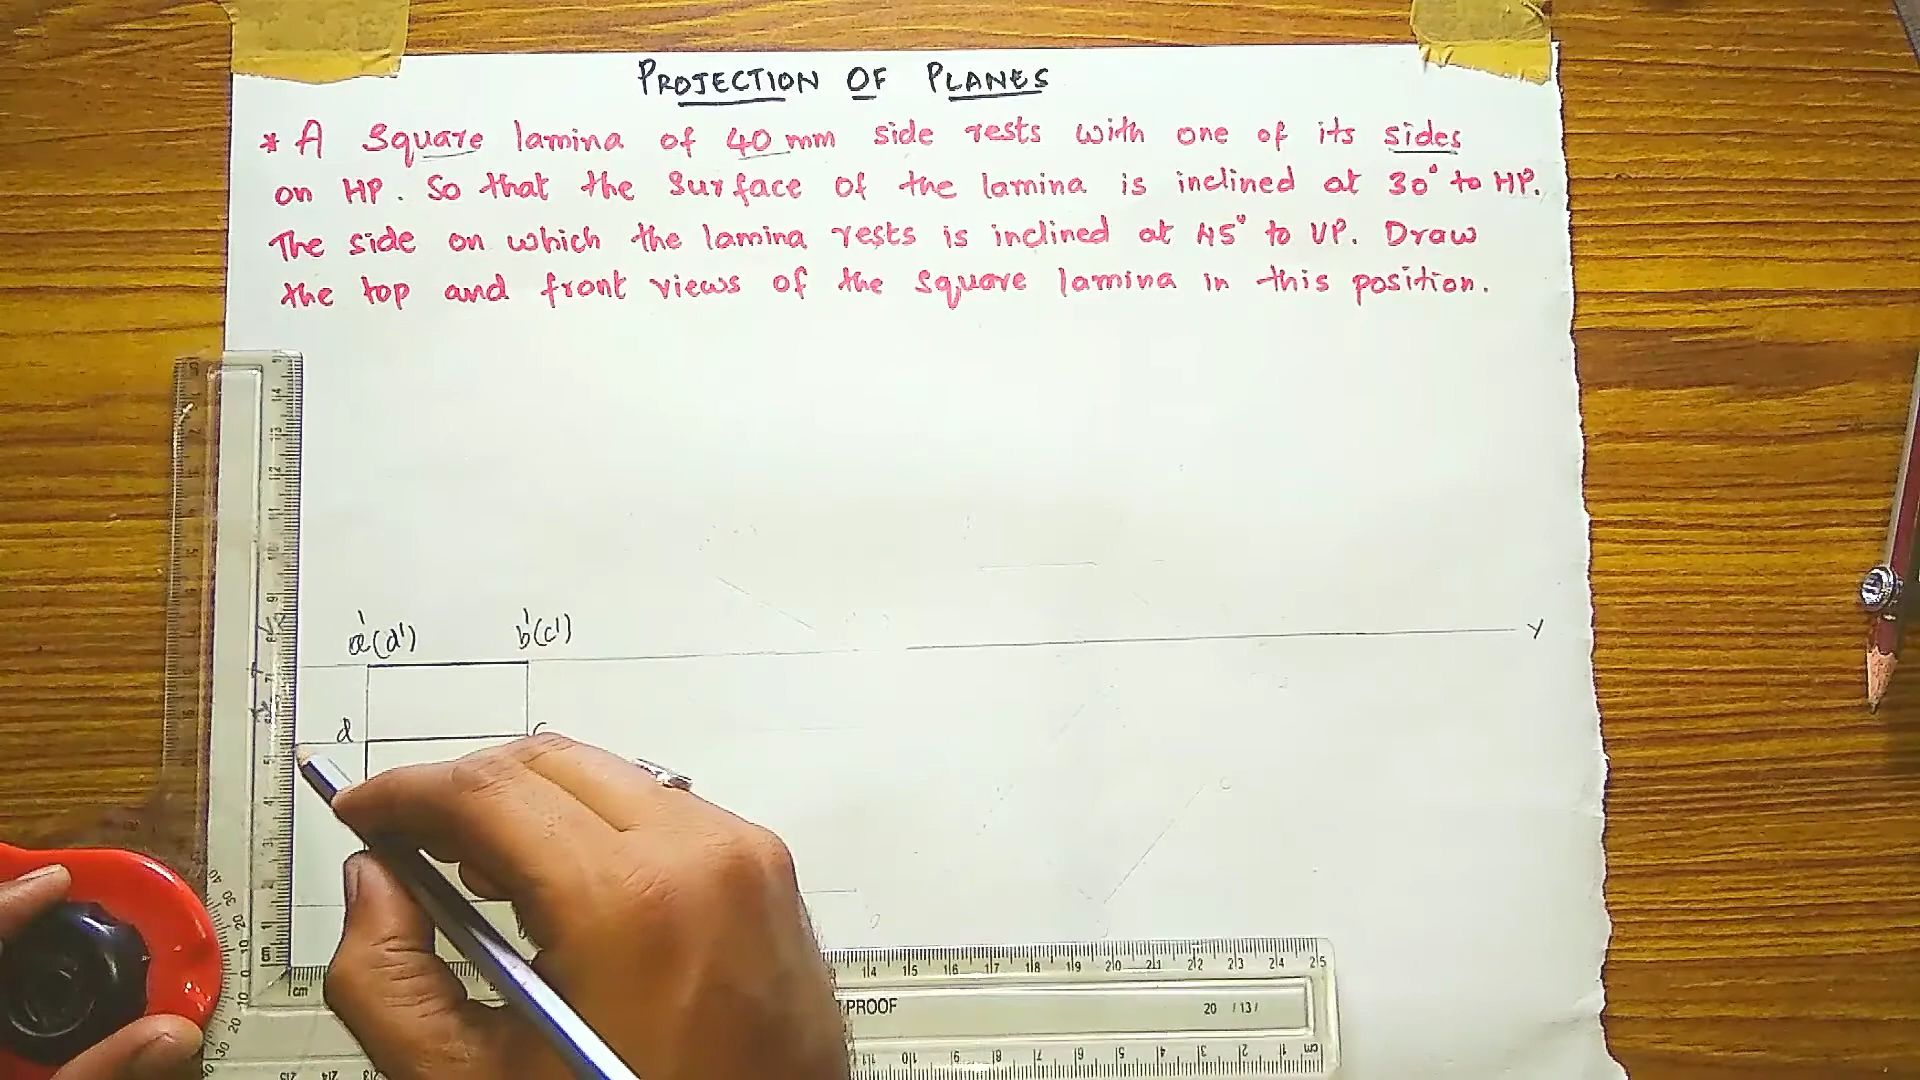 PROJECTION OF PLANES
* A Square lamina of 40 mm side rests with one of its sides
on HP. So that the surface of the lamina is inclined at 30° to HP.
The side on which the lamina rests is inclined at 45° to VP. Draw
the top and front views of the square lamina in this position.
a'(d') b'(c')
Y
d c
PROOF
20 / 13 /